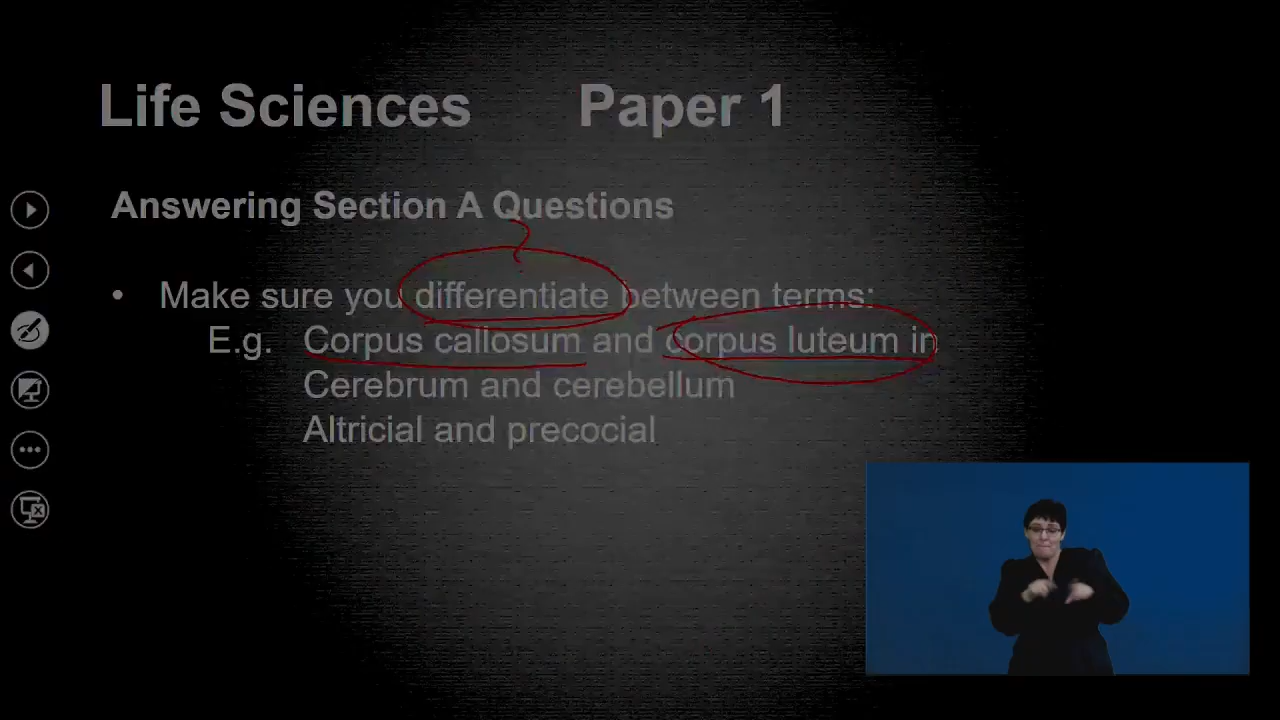 Life Sciences Paper 1
Answering Section A Questions
• Make sure you differentiate between terms:
E.g. Corpus callosum and corpus luteum in
Cerebrum and cerebellum
Altricial and precocial